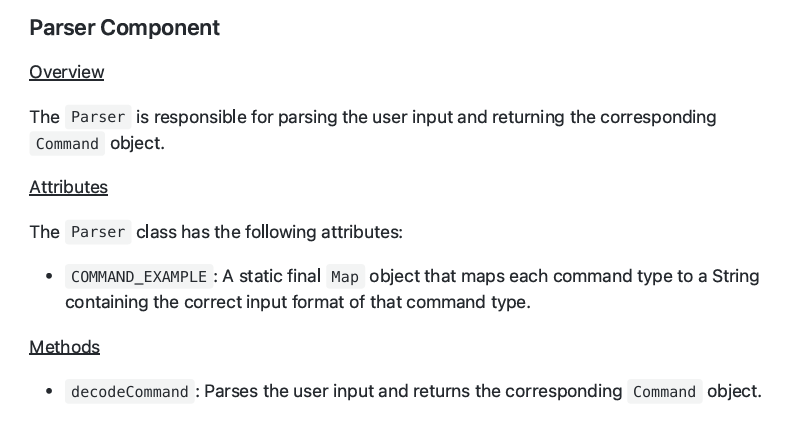 Parser Component
Overview
The Parser is responsible for parsing the user input and returning the corresponding
Command object.
Attributes
The Parser class has the following attributes:
• COMMAND_EXAMPLE : A static final Map object that maps each command type to a String
containing the correct input format of that command type.
Methods
• decodeCommand : Parses the user input and returns the corresponding Command object.